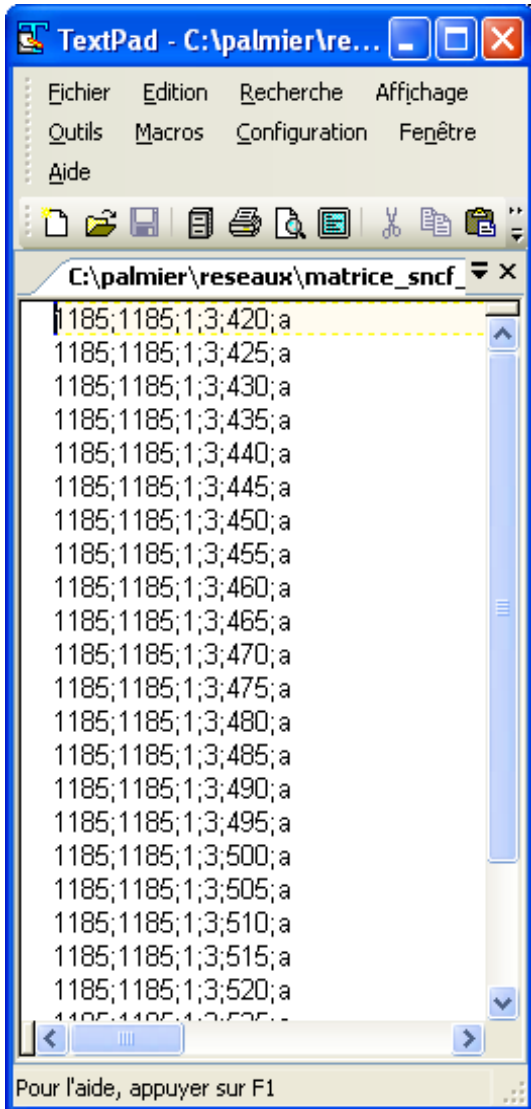 TextPad - C:\palmier\re...
Fichier Edition Recherche Affichage
Outils Macros Configuration Fenêtre
Aide
C:\palmier\reseaux\matrice_sncf_
1185;1185;1;3;420;a
1185;1185;1;3;425;a
1185;1185;1;3;430;a
1185;1185;1;3;435;a
1185;1185;1;3;440;a
1185;1185;1;3;445;a
1185;1185;1;3;450;a
1185;1185;1;3;455;a
1185;1185;1;3;460;a
1185;1185;1;3;465;a
1185;1185;1;3;470;a
1185;1185;1;3;475;a
1185;1185;1;3;480;a
1185;1185;1;3;485;a
1185;1185;1;3;490;a
1185;1185;1;3;495;a
1185;1185;1;3;500;a
1185;1185;1;3;505;a
1185;1185;1;3;510;a
1185;1185;1;3;515;a
1185;1185;1;3;520;a
Pour l'aide, appuyer sur F1